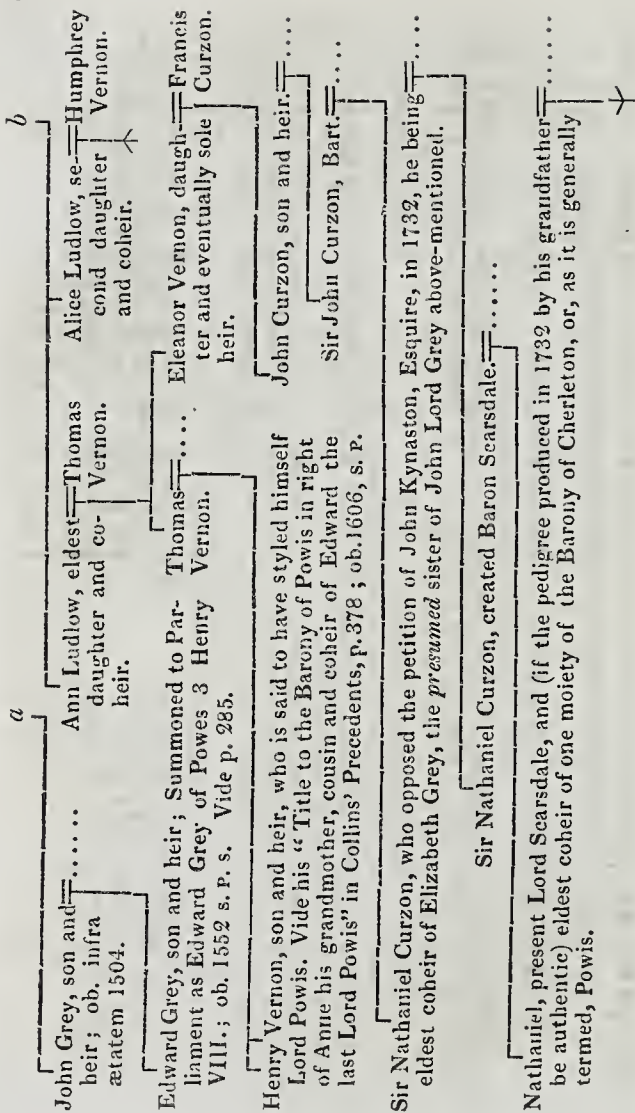 a
b
John Grey, son and
heir; ob. infra
ætatem 1504.
......
Ann Ludlow, eldest
daughter and co-
heir.
Thomas
Vernon.
Alice Ludlow, se-
cond daughter
and coheir.
Humphrey
Vernon.
Edward Grey, son and heir; Summoned to Par-
liament as Edward Grey of Powes 3 Henry
VIII.; ob. 1552 s. P. s. Vide p. 285.
Thomas
Vernon.
....
Eleanor Vernon, daugh-
ter and eventually sole
heir.
Francis
Curzon.
Henry Vernon, son and heir, who is said to have styled himself
Lord Powis. Vide his "Title to the Barony of Powis in right
of Anne his grandmother, cousin and coheir of Edward the
last Lord Powis" in Collins' Precedents, p. 378; ob. 1606, s. P.
John Curzon, son and heir.
....
Sir John Curzon, Bart.
....
Sir Nathaniel Curzon, who opposed the petition of John Kynaston, Esquire, in 1732, he being
eldest coheir of Elizabeth Grey, the presumed sister of John Lord Grey above-mentioned.
....
Sir Nathaniel Curzon, created Baron Scarsdale.
......
Nathaniel, present Lord Scarsdale, and (if the pedigree produced in 1732 by his grandfather
be authentic) eldest coheir of one moiety of the Barony of Cherleton, or, as it is generally
termed, Powis.
......